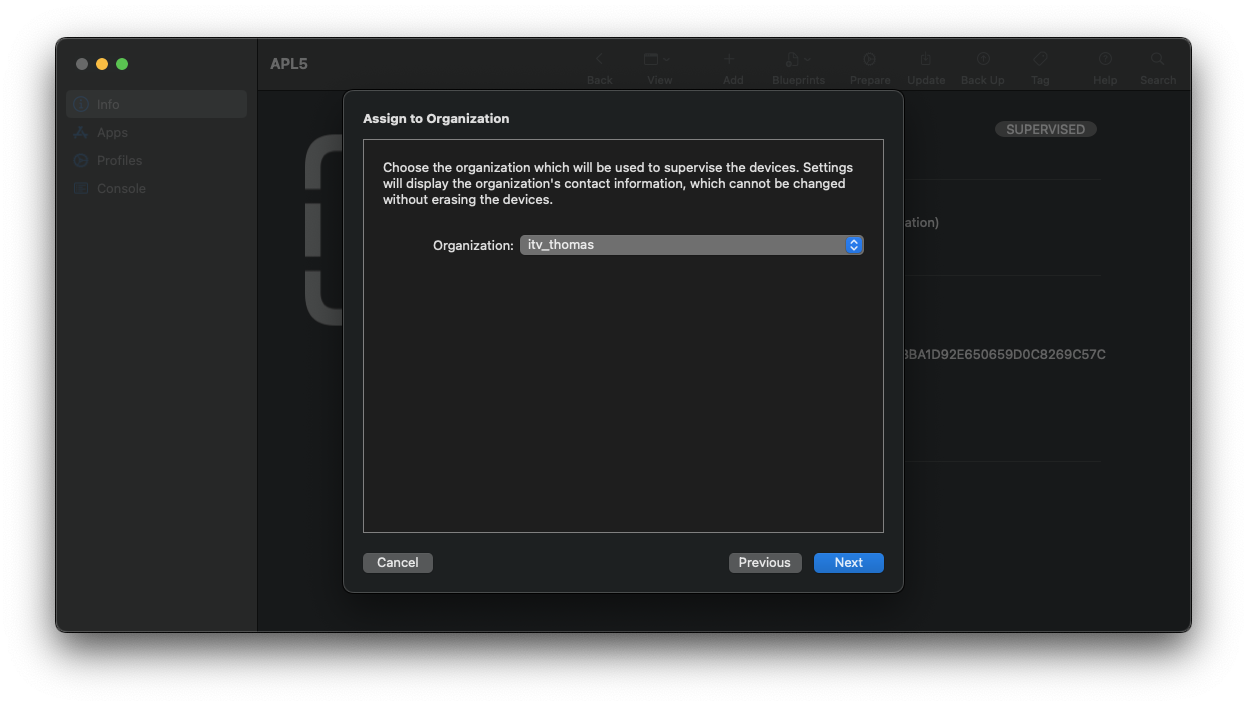 APL5
Back
View
Add
Blueprints
Prepare
Update
Back Up
Tag
Help
Search
Info
Apps
Profiles
Console
SUPERVISED
Assign to Organization
Choose the organization which will be used to supervise the devices. Settings
will display the organization's contact information, which cannot be changed
without erasing the devices.
Organization: itv_thomas
ation)
BA1D92E650659D0C8269C57C
Cancel
Previous
Next